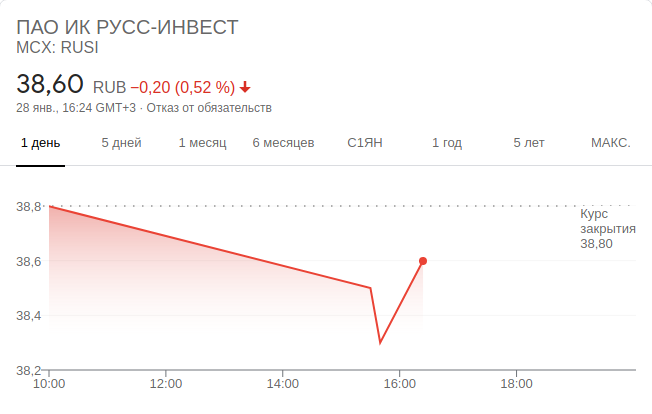 ПАО ИК РУСС-ИНВЕСТ
MCX: RUSI
38,60 RUB −0,20 (0,52 %)
28 янв., 16:24 GMT+3 · Отказ от обязательств
1 день 5 дней 1 месяц 6 месяцев С1ЯН 1 год 5 лет МАКС.
38,8
Курс
закрытия
38,80
38,6
38,4
38,2
10:00 12:00 14:00 16:00 18:00